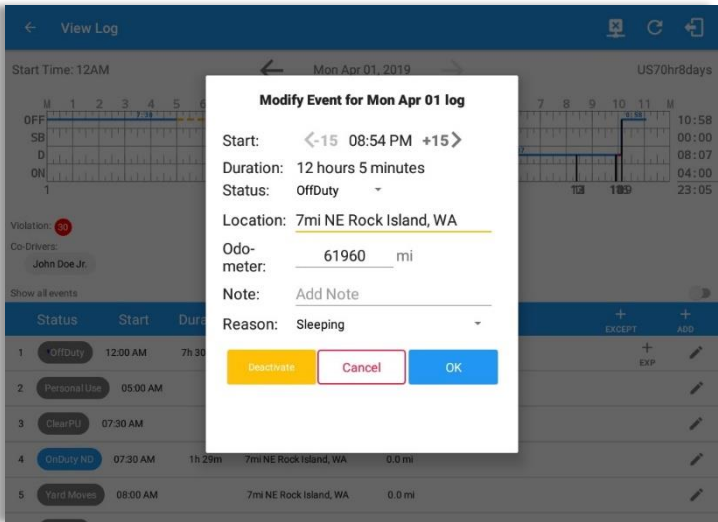 View Log
Start Time: 12AM
Mon Apr 01, 2019
US70hr8days
M 1 2 3 4 5 6
7 8 9 10 11 M
OFF 7:30 10:58
SB 00:00
D 08:07
ON 04:00
1 23:05
Violation: 30
Co-Drivers:
John Doe Jr.
Show all events
Status Start Dura
+ EXCEPT
+ ADD
1 OffDuty 12:00 AM 7h 30
+ EXP
2 Personal Use 05:00 AM
3 ClearPU 07:30 AM
4 OnDuty ND 07:30 AM 1h 29m 7mi NE Rock Island, WA 0.0 mi
5 Yard Moves 08:00 AM 7mi NE Rock Island, WA 0.0 mi
Modify Event for Mon Apr 01 log
Start: -15 08:54 PM +15
Duration: 12 hours 5 minutes
Status: OffDuty
Location: 7mi NE Rock Island, WA
Odo-
meter: 61960 mi
Note: Add Note
Reason: Sleeping
Deactivate Cancel OK